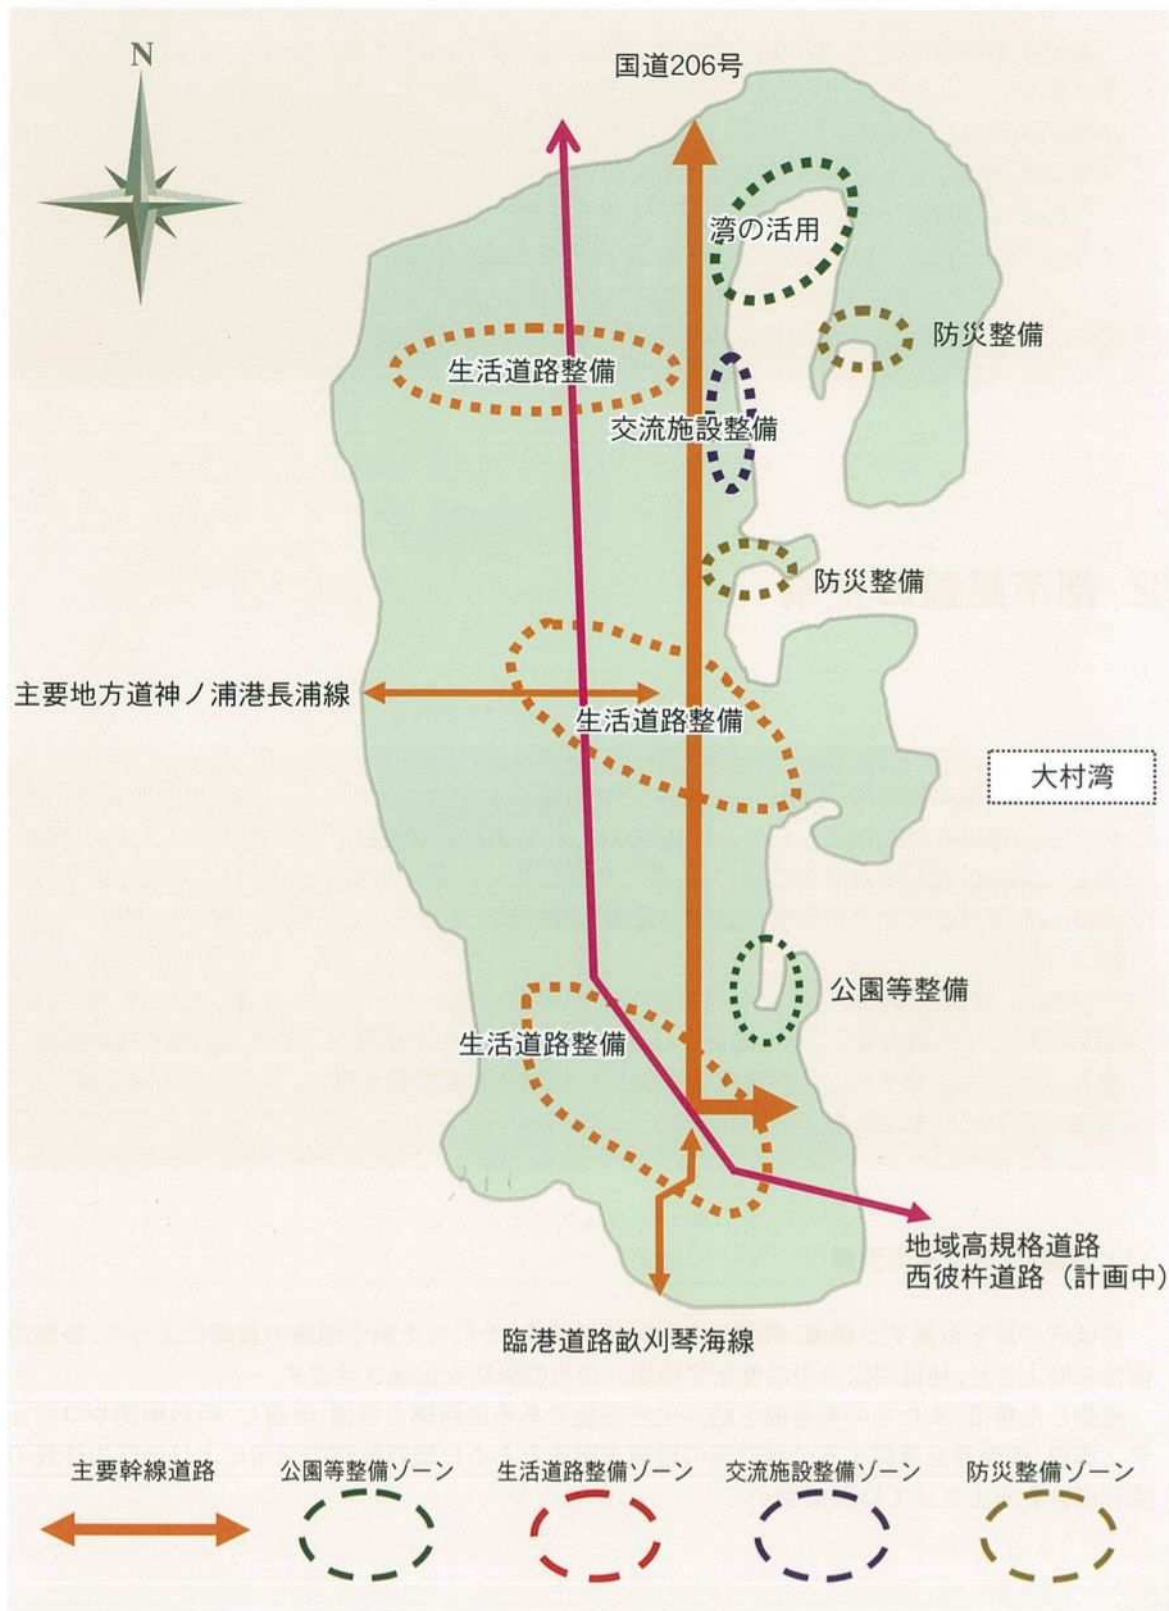 N
国道206号
湾の活用
防災整備
生活道路整備
交流施設整備
防災整備
主要地方道神ノ浦港長浦線
生活道路整備
大村湾
公園等整備
生活道路整備
地域高規格道路
西彼杵道路（計画中）
臨港道路畝刈琴海線
主要幹線道路
公園等整備ゾーン
生活道路整備ゾーン
交流施設整備ゾーン
防災整備ゾーン